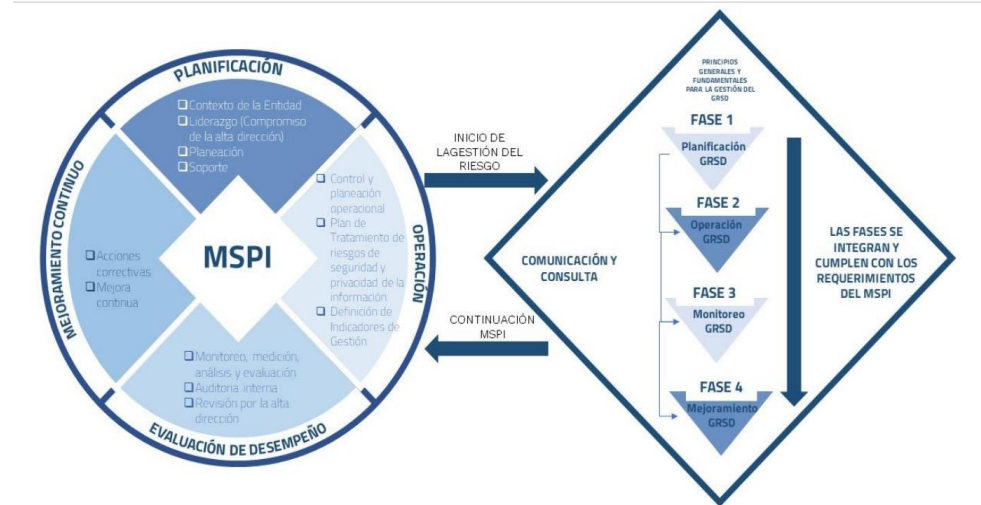 PLANIFICACIÓN
❑Contexto de la Entidad
❑Liderazgo (Compromiso
de la alta dirección)
❑Planeación
❑Soporte
MEJORAMIENTO CONTINUO
❑Acciones
correctivas
❑Mejora
continua
MSPI
❑ Control y
planeación
operacional
❑ Plan de
Tratamiento de
riesgos de
seguridad y
privacidad de la
información
❑ Definición de
Indicadores de
Gestión
OPERACIÓN
❑Monitoreo, medición,
análisis y evaluación
❑Auditoria interna
❑Revisión por la alta
dirección
EVALUACIÓN DE DESEMPEÑO
INICIO DE
LAGESTIÓN DEL
RIESGO
CONTINUACIÓN
MSPI
PRINCIPIOS
GENERALES Y
FUNDAMENTALES
PARA LA GESTIÓN DEL
GRSD
COMUNICACIÓN Y
CONSULTA
FASE 1
Planificación
GRSD
FASE 2
Operación
GRSD
FASE 3
Monitoreo
GRSD
FASE 4
Mejoramiento
GRSD
LAS FASES SE
INTEGRAN Y
CUMPLEN CON LOS
REQUERIMIENTOS
DEL MSPI